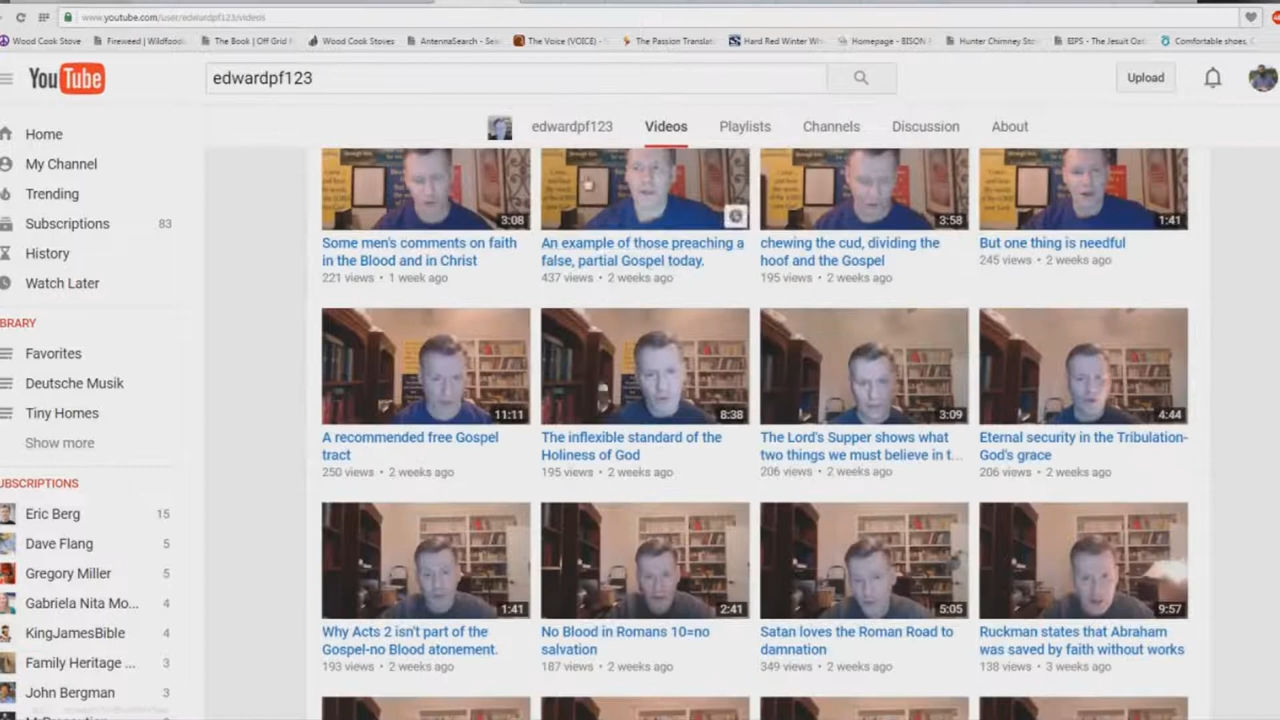 www.youtube.com/user/edwardpf123/videos
Wood Cook Stove
Fireweed | Wildfoods
The Book | Off Grid
Wood Cook Stoves
AntennaSearch - Sea
The Voice (VOICE) -
The Passion Translat
Hard Red Winter Wh
Homepage - BISON
Hunter Chimney Sto
EIPS - The Jesuit Oat
Comfortable shoes,
YouTube
edwardpf123
Upload
edwardpf123
Videos
Playlists
Channels
Discussion
About
Home
My Channel
Trending
Subscriptions 83
History
Watch Later
BRARY
Favorites
Deutsche Musik
Tiny Homes
Show more
UBSCRIPTIONS
Eric Berg 15
Dave Flang 5
Gregory Miller 5
Gabriela Nita Mo... 4
KingJamesBible 4
Family Heritage ... 3
John Bergman 3
3:08
Some men's comments on faith
in the Blood and in Christ
221 views • 1 week ago
An example of those preaching a
false, partial Gospel today.
437 views • 2 weeks ago
3:58
chewing the cud, dividing the
hoof and the Gospel
195 views • 2 weeks ago
1:41
But one thing is needful
245 views • 2 weeks ago
11:11
A recommended free Gospel
tract
250 views • 2 weeks ago
8:38
The inflexible standard of the
Holiness of God
195 views • 2 weeks ago
3:09
The Lord's Supper shows what
two things we must believe in t...
206 views • 2 weeks ago
4:44
Eternal security in the Tribulation-
God's grace
206 views • 2 weeks ago
1:41
Why Acts 2 isn't part of the
Gospel-no Blood atonement.
193 views • 2 weeks ago
2:41
No Blood in Romans 10=no
salvation
187 views • 2 weeks ago
5:05
Satan loves the Roman Road to
damnation
349 views • 2 weeks ago
9:57
Ruckman states that Abraham
was saved by faith without works
138 views • 3 weeks ago